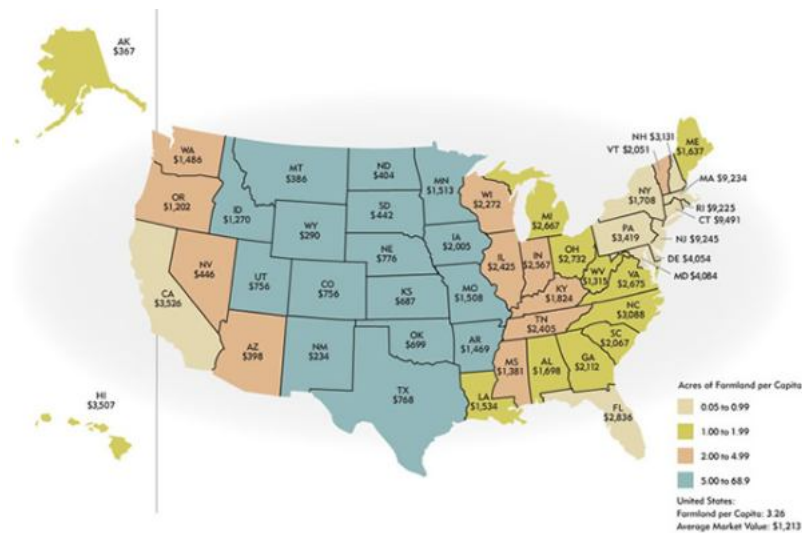 AK
$367
WA
$1,486
OR
$1,202
CA
$3,526
NV
$446
ID
$1,270
MT
$386
WY
$290
UT
$756
CO
$756
AZ
$398
NM
$234
ND
$404
SD
$442
NE
$776
KS
$687
OK
$699
TX
$768
MN
$1,513
IA
$2,005
MO
$1,508
AR
$1,469
LA
$1,534
WI
$2,272
IL
$2,425
IN
$2,567
MI
$2,667
OH
$2,732
KY
$1,824
TN
$2,405
MS
$1,381
AL
$1,698
GA
$2,112
FL
$2,836
SC
$2,067
NC
$3,088
VA
$2,675
WV
$1,315
PA
$3,419
NY
$1,708
NH $3,131
VT $2,051
ME
$1,637
MA $9,234
RI $9,225
CT $9,491
NJ $9,245
DE $4,054
MD $4,084
HI
$3,507
Acres of Farmland per Capita
0.05 to 0.99
1.00 to 1.99
2.00 to 4.99
5.00 to 68.9
United States:
Farmland per Capita: 3.26
Average Market Value: $1,213